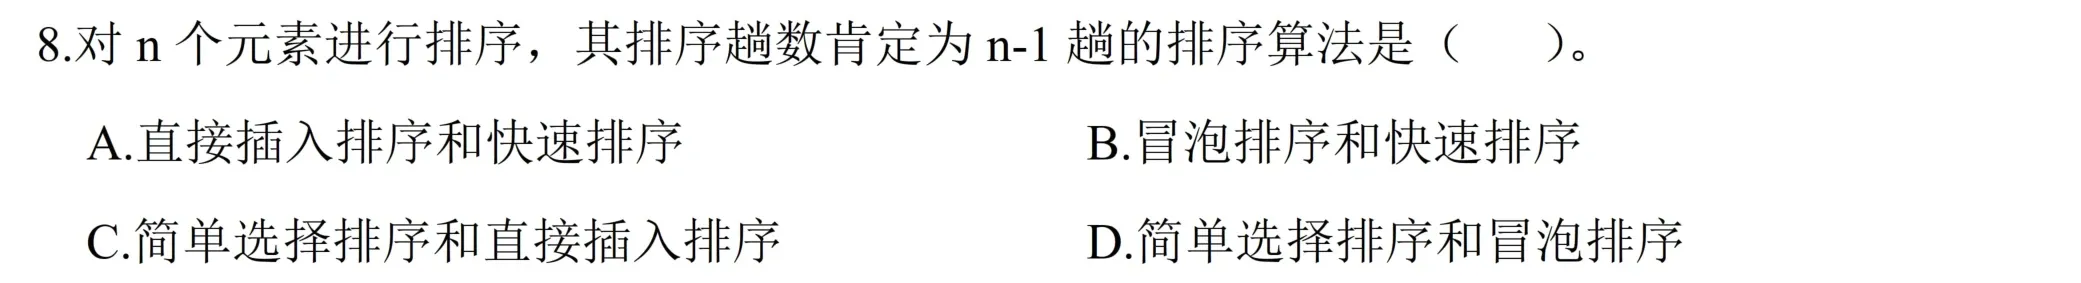 8.对 n 个元素进行排序，其排序趟数肯定为 n-1 趟的排序算法是（　　）。
A.直接插入排序和快速排序　　B.冒泡排序和快速排序
C.简单选择排序和直接插入排序　　D.简单选择排序和冒泡排序